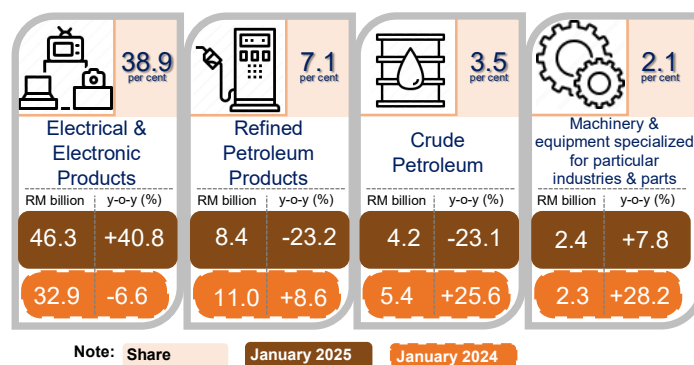 38.9
per cent
Electrical &
Electronic
Products
RM billion y-o-y (%)
46.3 +40.8
32.9 -6.6
7.1
per cent
Refined
Petroleum
Products
RM billion y-o-y (%)
8.4 -23.2
11.0 +8.6
3.5
per cent
Crude
Petroleum
RM billion y-o-y (%)
4.2 -23.1
5.4 +25.6
2.1
per cent
Machinery &
equipment specialized
for particular
industries & parts
RM billion y-o-y (%)
2.4 +7.8
2.3 +28.2
Note: Share January 2025 January 2024